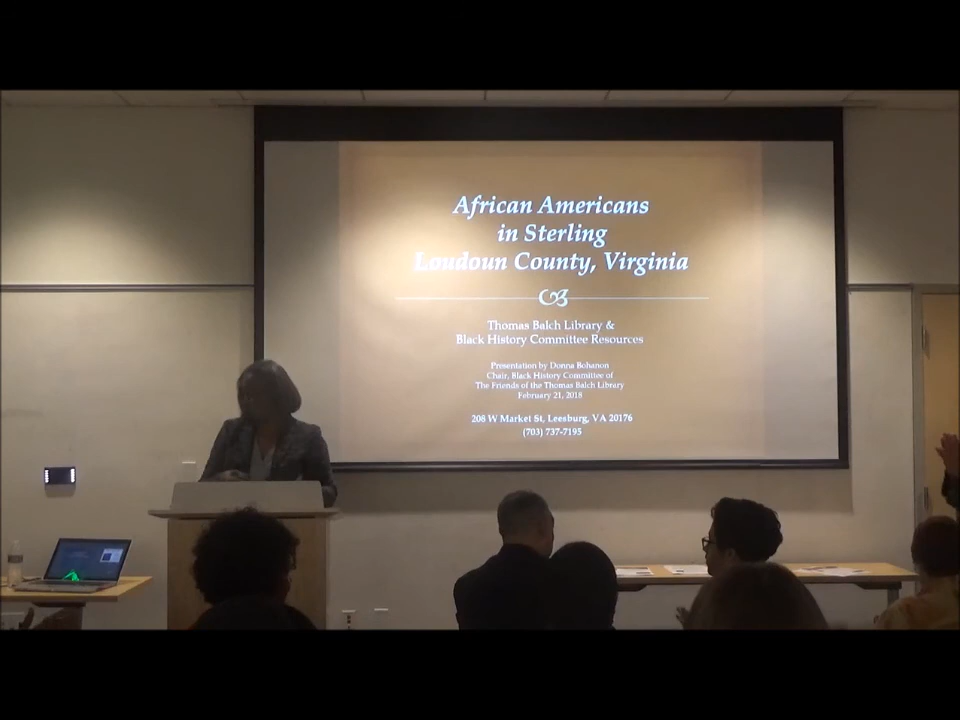 African Americans
in Sterling
Loudoun County, Virginia
Thomas Balch Library &
Black History Committee Resources
Presentation by Donna Bohanon
Chair, Black History Committee of
The Friends of the Thomas Balch Library
February 21, 2018
208 W Market St, Leesburg, VA 20176
(703) 737-7195